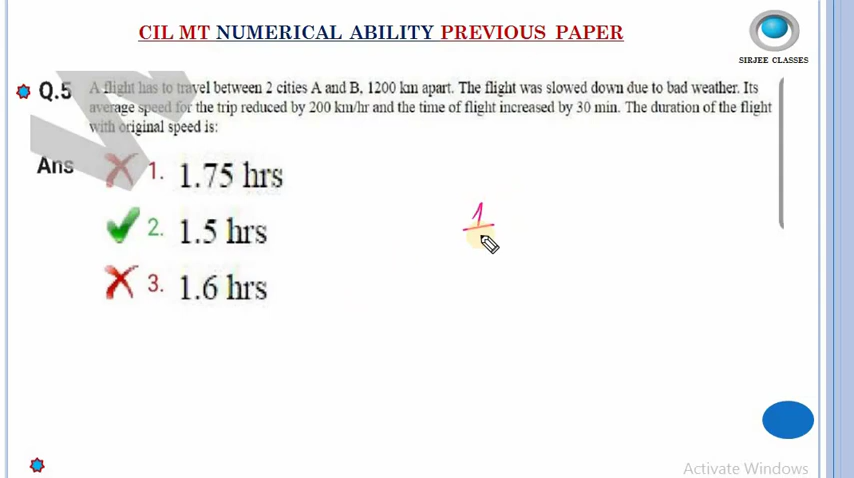 CIL MT NUMERICAL ABILITY PREVIOUS PAPER
SIRJEE CLASSES
Q.5 A flight has to travel between 2 cities A and B, 1200 km apart. The flight was slowed down due to bad weather. Its
average speed for the trip reduced by 200 km/hr and the time of flight increased by 30 min. The duration of the flight
with original speed is:
Ans 1. 1.75 hrs
2. 1.5 hrs
3. 1.6 hrs
1
Activate Windows